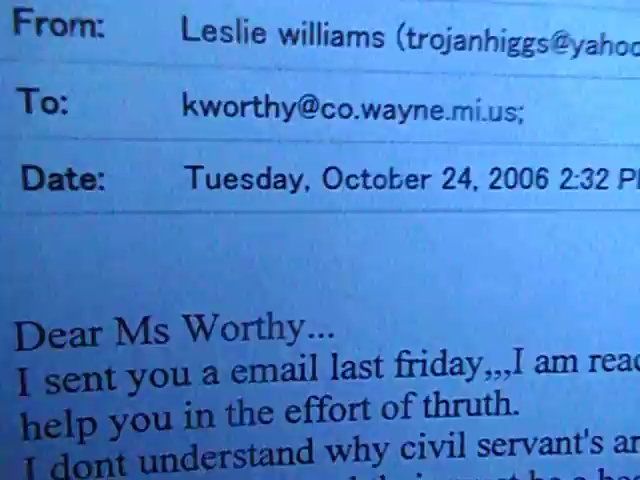 From: Leslie williams (trojanhiggs@yahoo
To: kworthy@co.wayne.mi.us;
Date: Tuesday, October 24, 2006 2:32 P
Dear Ms Worthy...
I sent you a email last friday,,,I am read
help you in the effort of thruth.
I dont understand why civil servant's ar